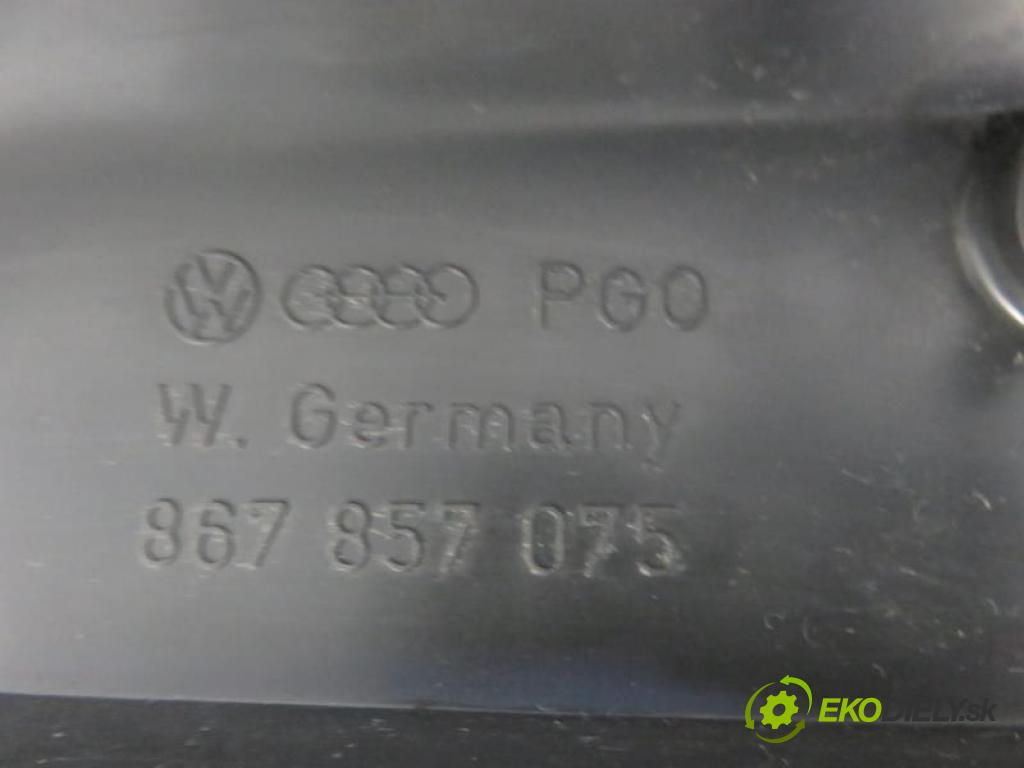 PGO
W. Germany
867 857 075
EKODIELY.sk